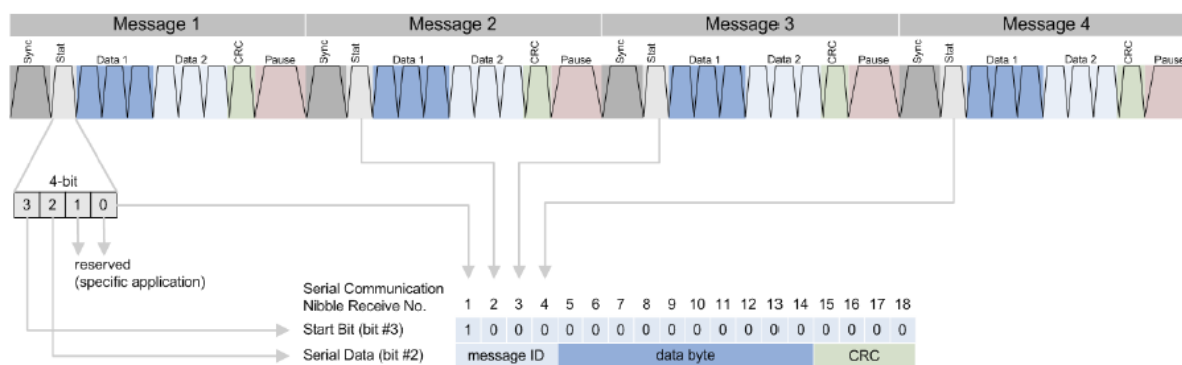 Message 1 Message 2 Message 3 Message 4
Sync Stat Data 1 Data 2 CRC Pause Sync Stat Data 1 Data 2 CRC Pause Sync Stat Data 1 Data 2 CRC Pause Sync Stat Data 1 Data 2 CRC Pause
4-bit
3 2 1 0
reserved
(specific application)
Serial Communication
Nibble Receive No. 1 2 3 4 5 6 7 8 9 10 11 12 13 14 15 16 17 18
Start Bit (bit #3) 1 0 0 0 0 0 0 0 0 0 0 0 0 0 0 0 0 0
Serial Data (bit #2) message ID data byte CRC